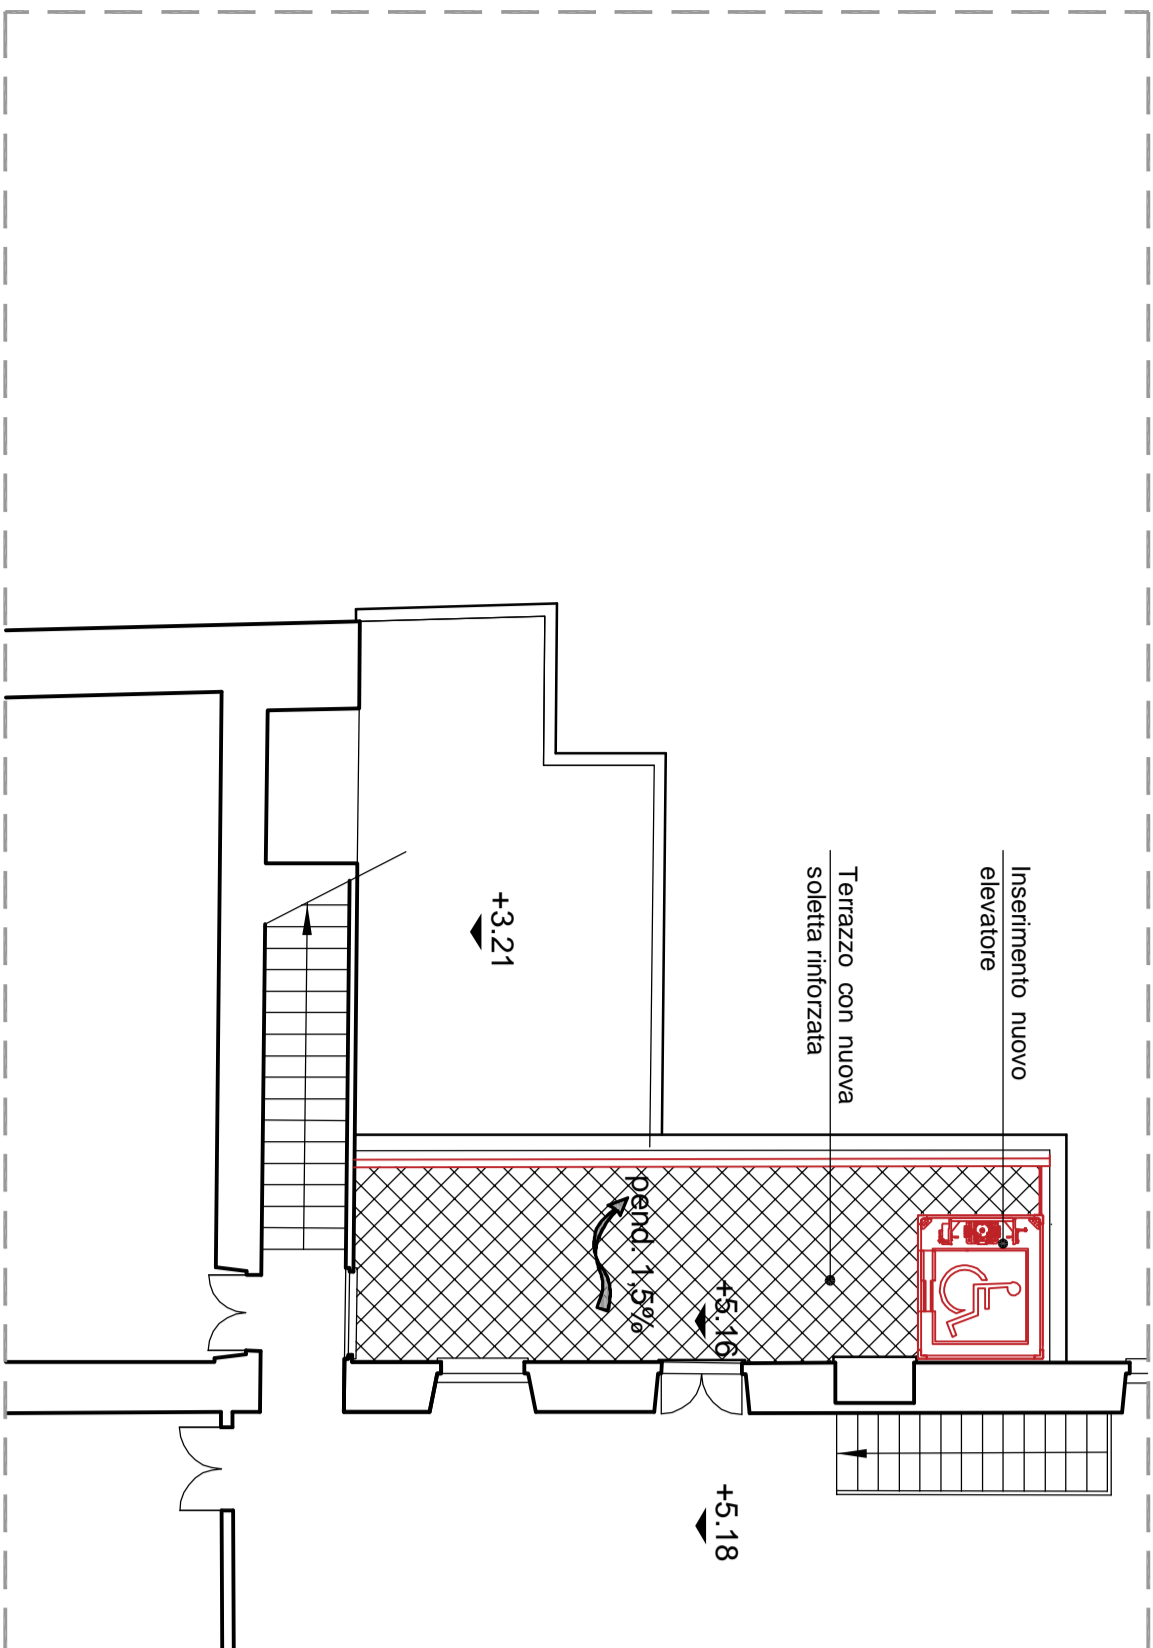 Inserimento nuovo
elevatore
Terrazzo con nuova
soletta rinforzata
+3.21
pend. 1,5%
+5.16
+5.18